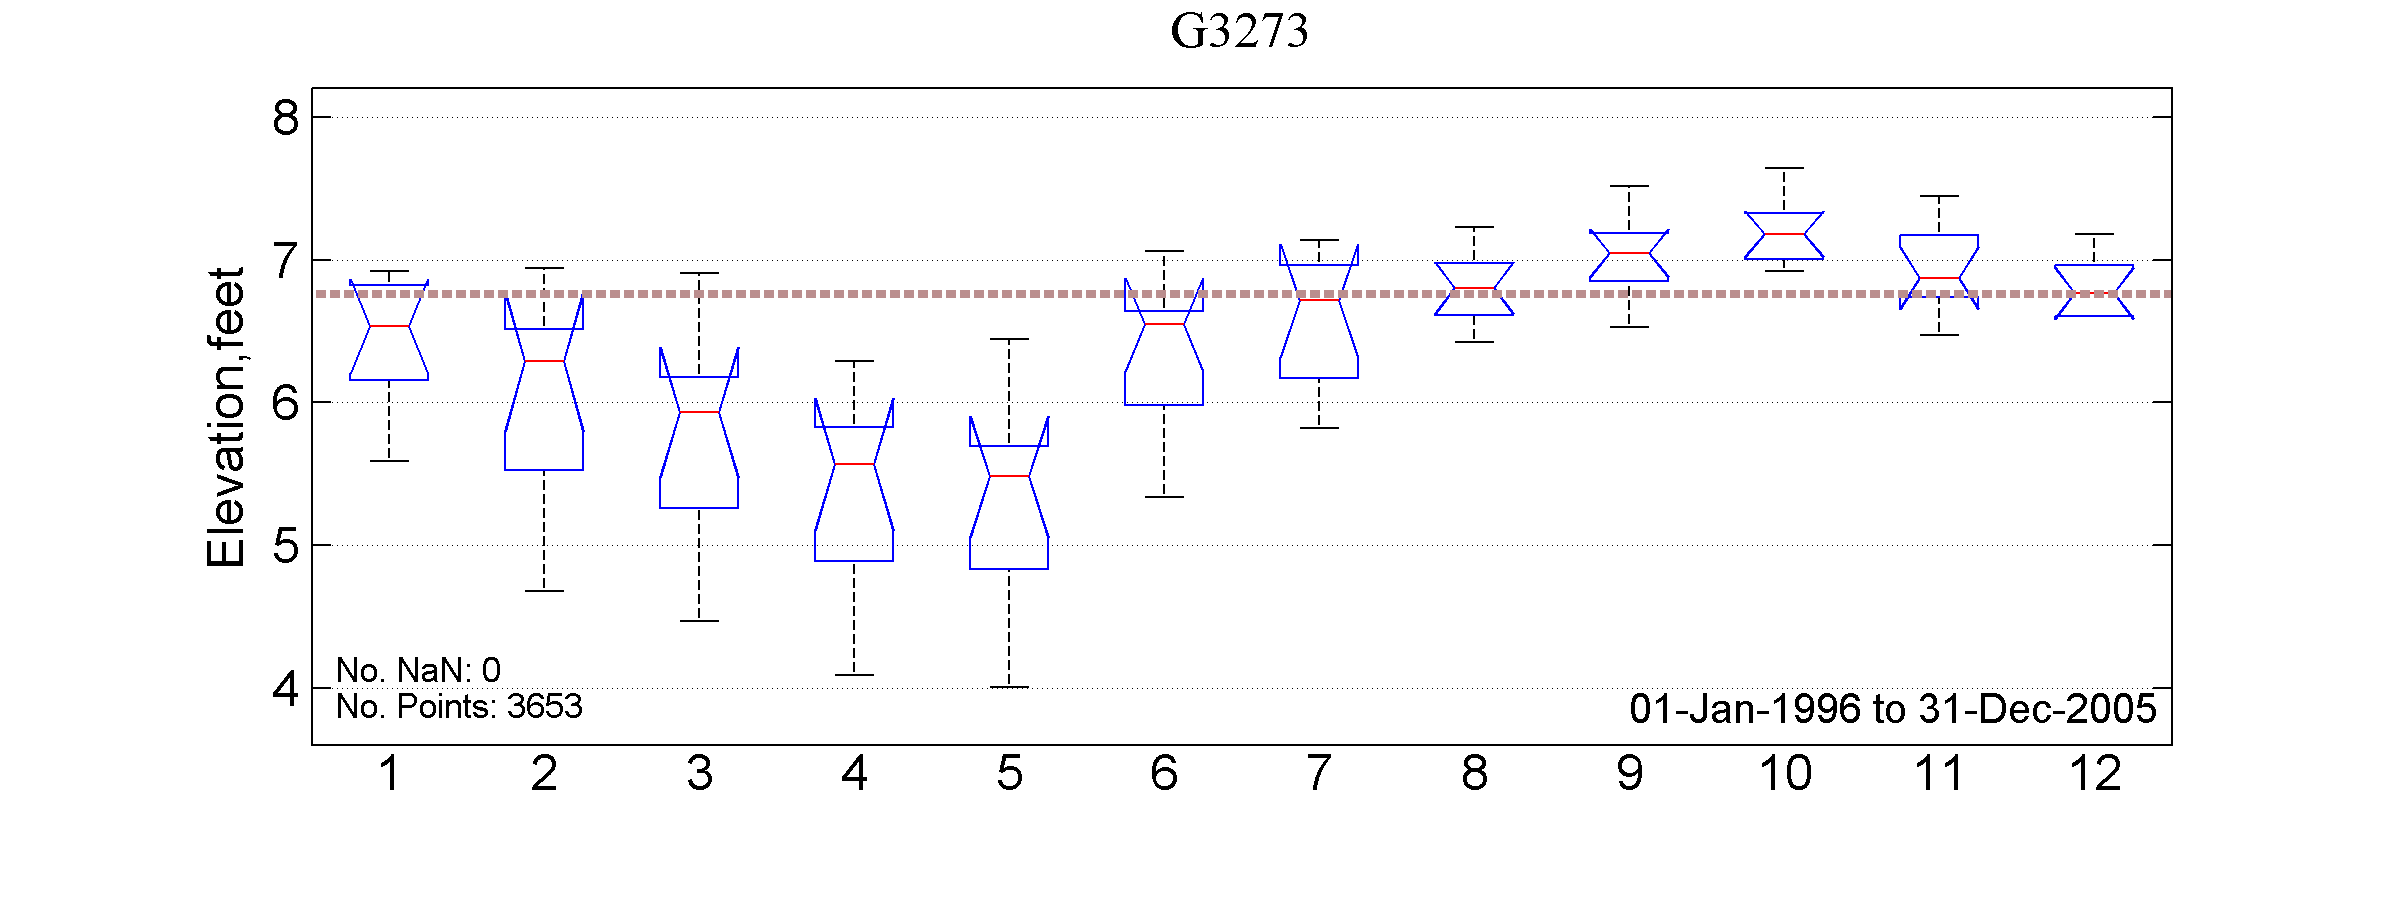 G3273
8
7
6
5
4
Elevation,feet
No. NaN: 0
No. Points: 3653
01-Jan-1996 to 31-Dec-2005
1 2 3 4 5 6 7 8 9 10 11 12